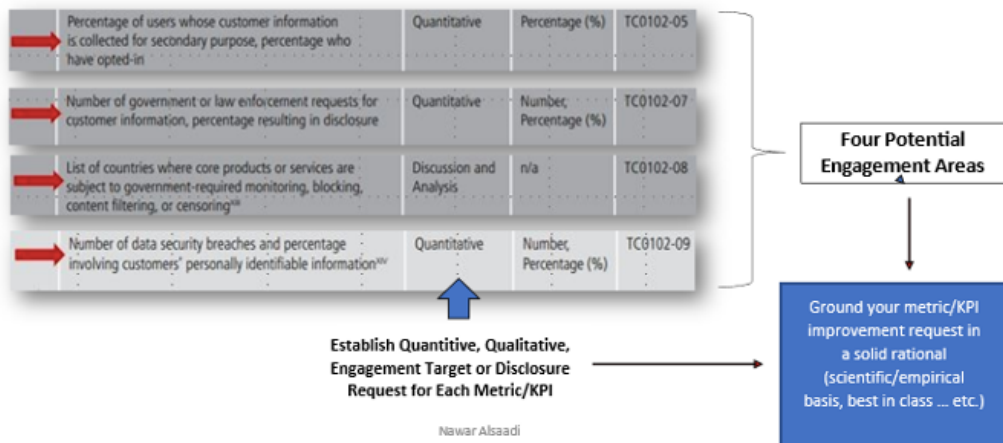 Percentage of users whose customer information Quantitative Percentage (%) TC0102-05
is collected for secondary purpose, percentage who
have opted-in
Number of government or law enforcement requests for Quantitative Number, TC0102-07
customer information, percentage resulting in disclosure Percentage (%)
List of countries where core products or services are Discussion and n/a TC0102-08
subject to government-required monitoring, blocking, Analysis
content filtering, or censoring
Number of data security breaches and percentage Quantitative Number, TC0102-09
involving customers' personally identifiable information XIV Percentage (%)
Four Potential
Engagement Areas
Establish Quantitive, Qualitative,
Engagement Target or Disclosure
Request for Each Metric/KPI
Ground your metric/KPI
improvement request in
a solid rational
(scientific/empirical
basis, best in class ... etc.)
Nawar Alsaadi